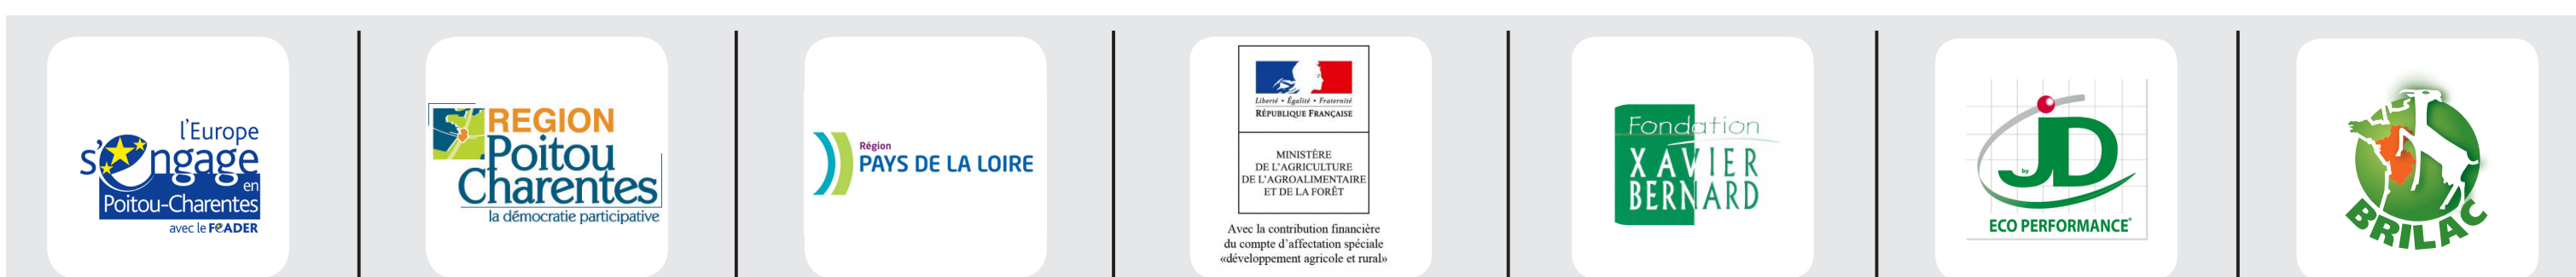 l'Europe
s'engage
en
Poitou-Charentes
avec le FEADER
REGION
Poitou
Charentes
la démocratie participative
Région
PAYS DE LA LOIRE
Liberté • Égalité • Fraternité
RÉPUBLIQUE FRANÇAISE
MINISTÈRE
DE L'AGRICULTURE
DE L'AGROALIMENTAIRE
ET DE LA FORÊT
Avec la contribution financière
du compte d'affectation spéciale
«développement agricole et rural»
Fondation
XAVIER
BERNARD
by JD
ECO PERFORMANCE®
BRILAC